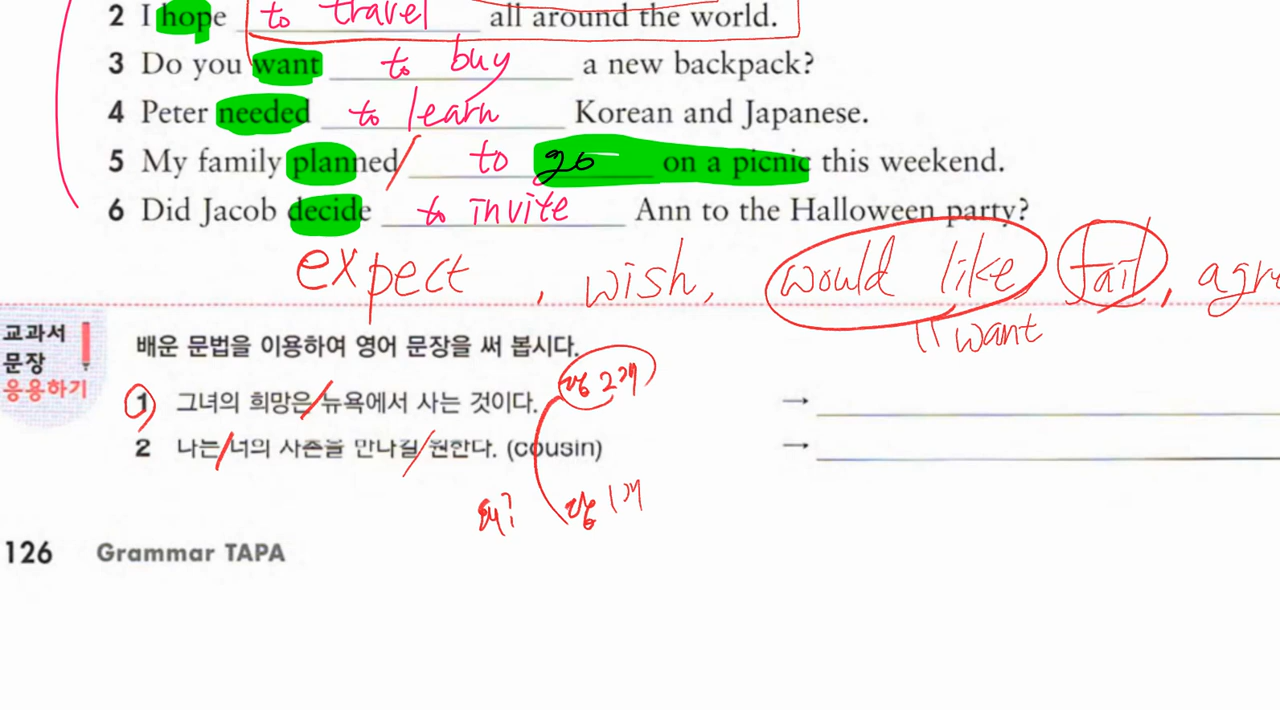 2 I hope to travel all around the world.
3 Do you want to buy a new backpack?
4 Peter needed to learn Korean and Japanese.
5 My family planned to go on a picnic this weekend.
6 Did Jacob decide to invite Ann to the Halloween party?
expect, wish, would like, fail, agre
want
교과서
문장
응용하기
배운 문법을 이용하여 영어 문장을 써 봅시다.
1 그녀의 희망은/뉴욕에서 사는 것이다. →
2 나는/너의 사촌을 만나길/원한다. (cousin) →
126 Grammar TAPA